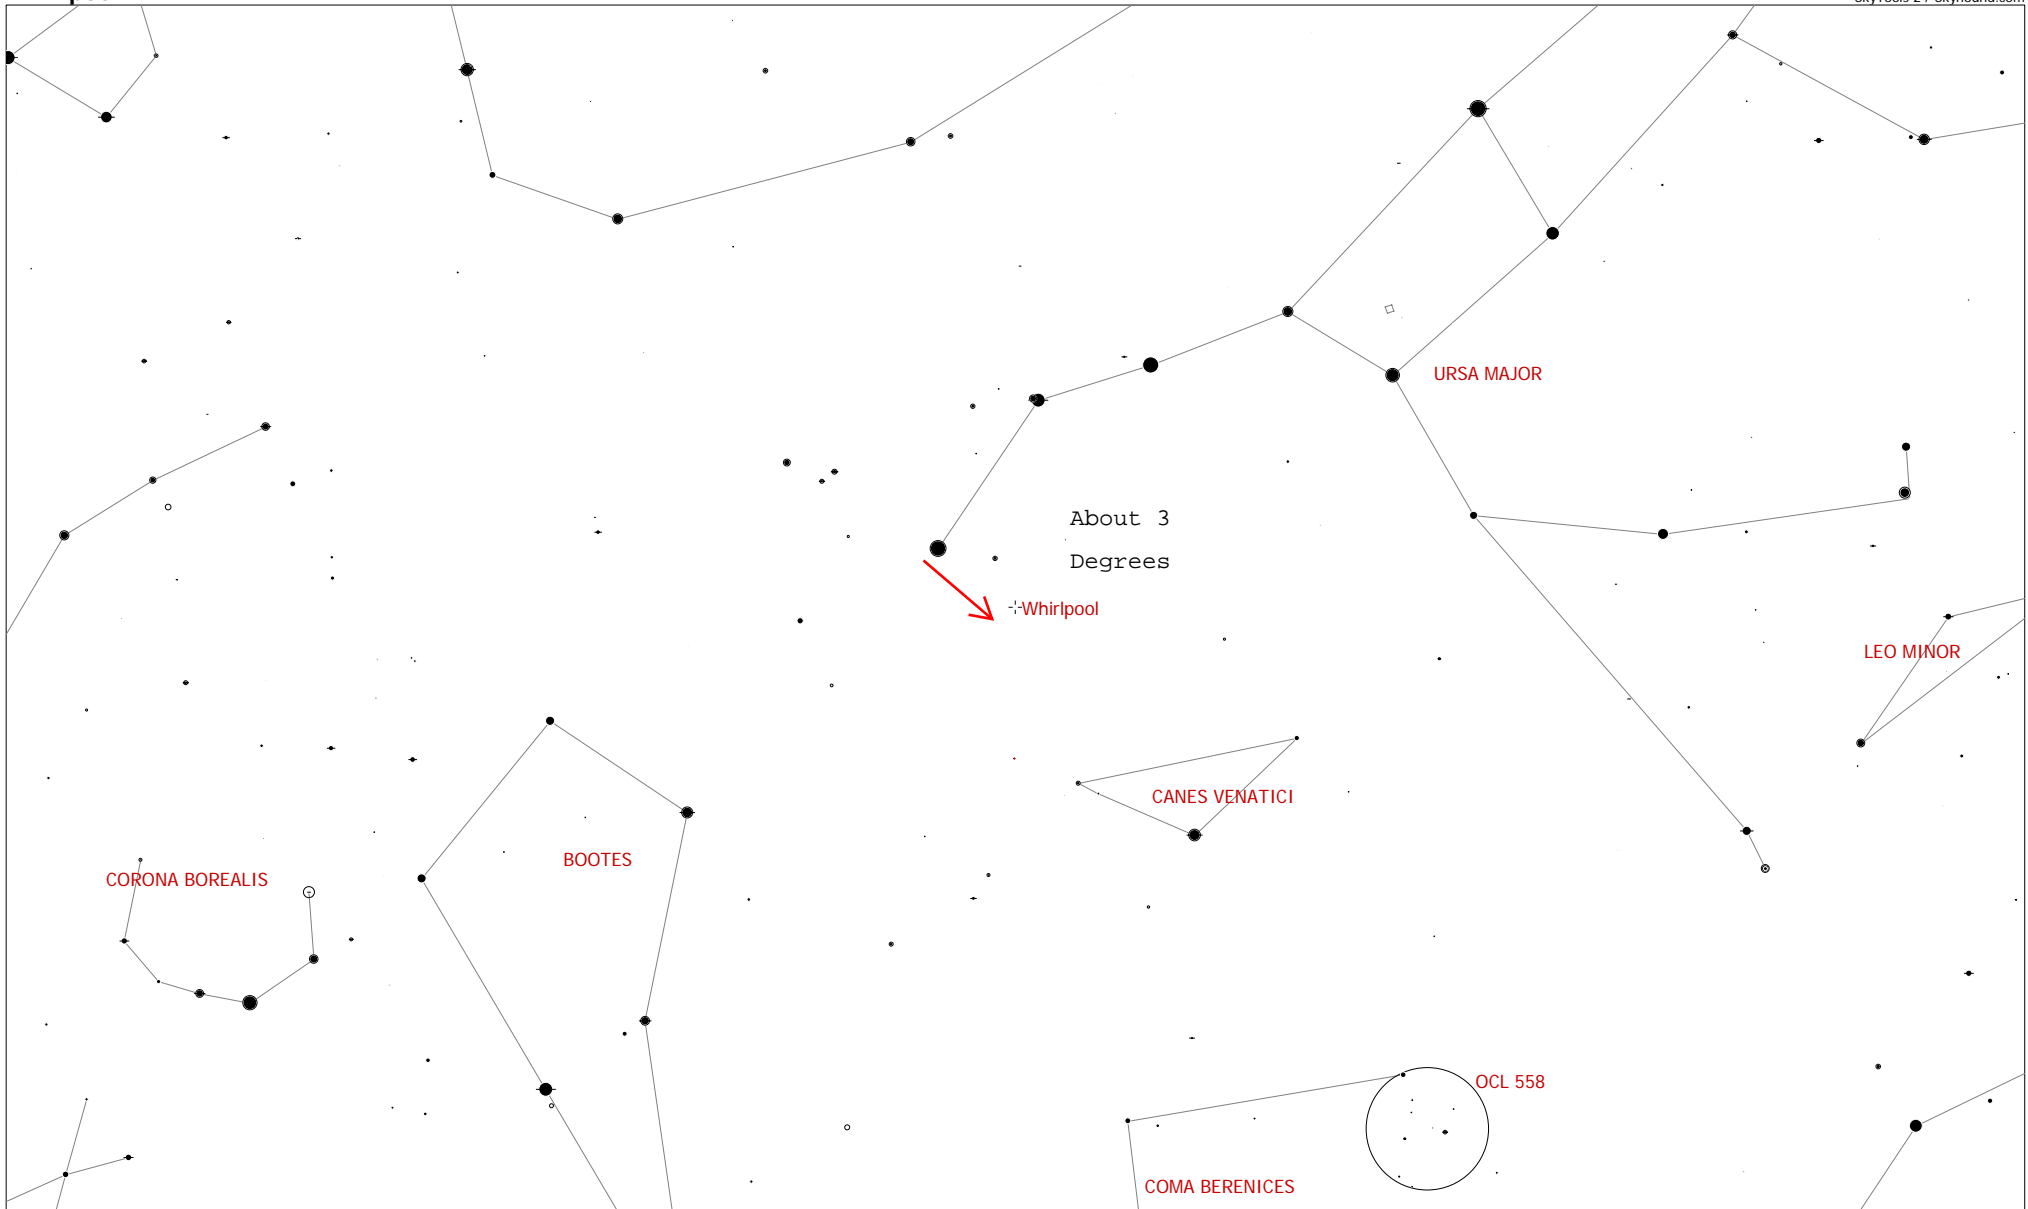 URSA MAJOR
About 3
Degrees
Whirlpool
LEO MINOR
CANES VENATICI
BOOTES
CORONA BOREALIS
OCL 558
COMA BERENICES